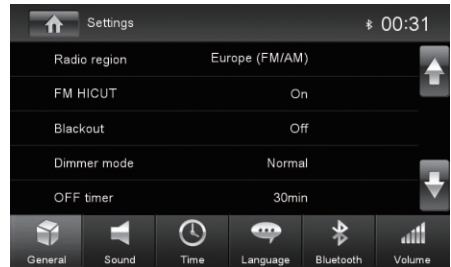 Settings 00:31
Radio region Europe (FM/AM)
FM HICUT On
Blackout Off
Dimmer mode Normal
OFF timer 30min
General Sound Time Language Bluetooth Volume